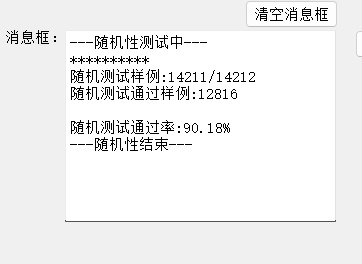 清空消息框
消息框：
---随机性测试中---
**********
随机测试样例:14211/14212
随机测试通过样例:12816
随机测试通过率:90.18%
---随机性结束---